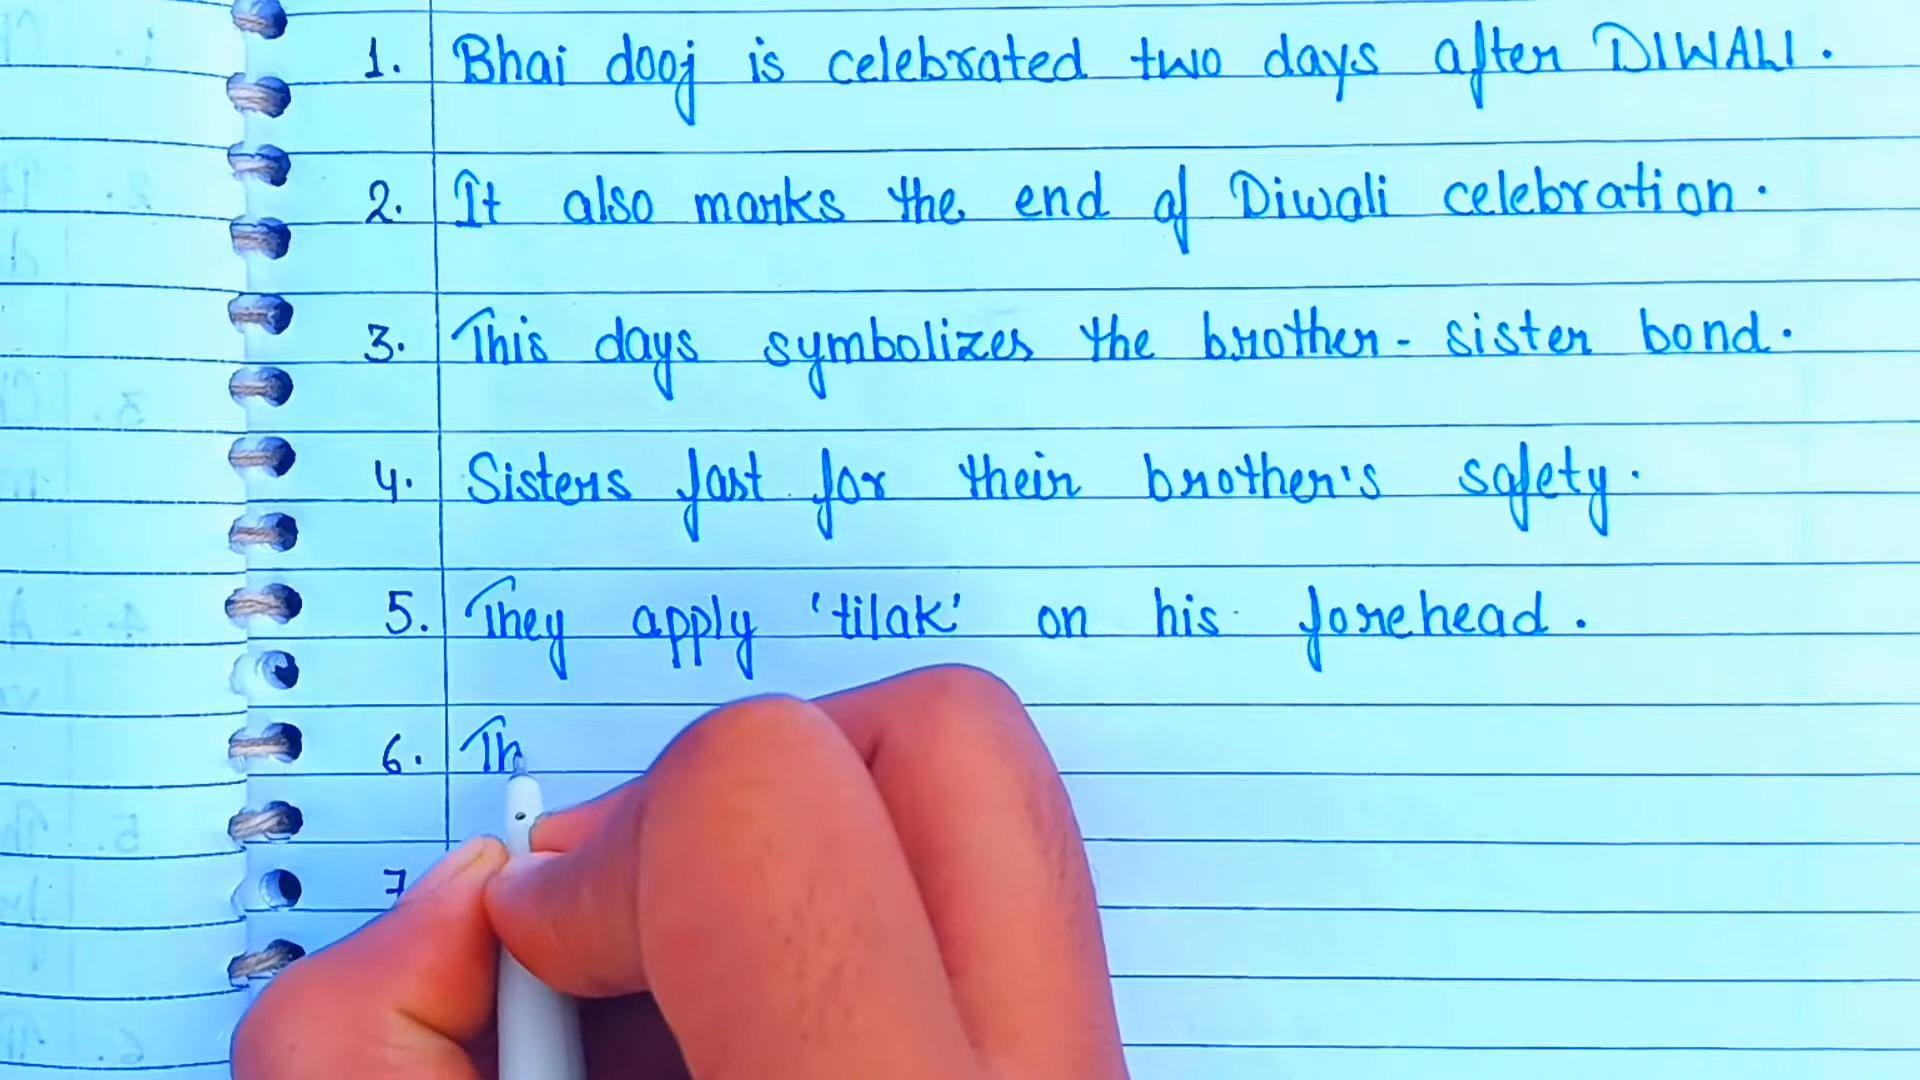 1. Bhai dooj is celebrated two days after DIWALI.
2. It also marks the end of Diwali celebration.
3. This days symbolizes the brother-sister bond.
4. Sisters fast for their brother's safety.
5. They apply 'tilak' on his forehead.
6. Th
7